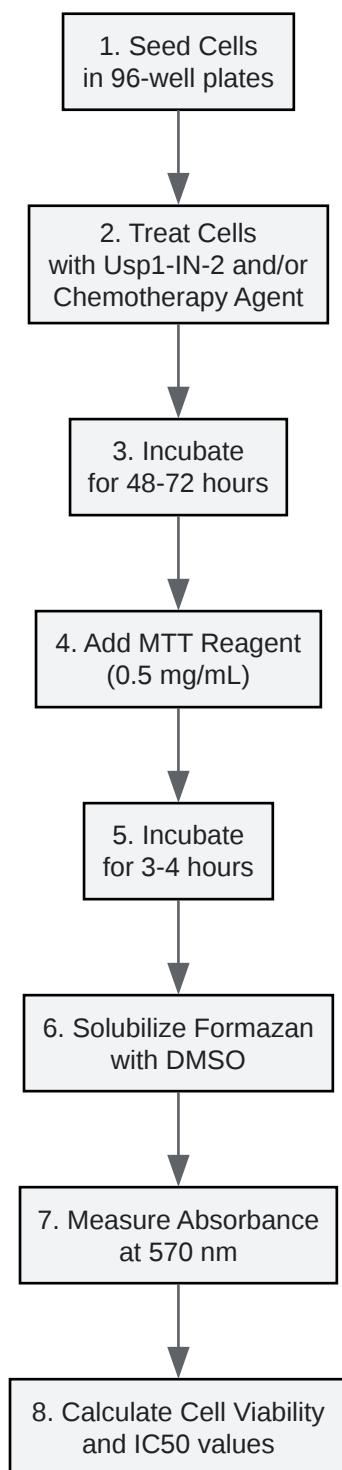 1. Seed Cells
in 96-well plates
2. Treat Cells
with Usp1-IN-2 and/or
Chemotherapy Agent
3. Incubate
for 48-72 hours
4. Add MTT Reagent
(0.5 mg/mL)
5. Incubate
for 3-4 hours
6. Solubilize Formazan
with DMSO
7. Measure Absorbance
at 570 nm
8. Calculate Cell Viability
and IC50 values